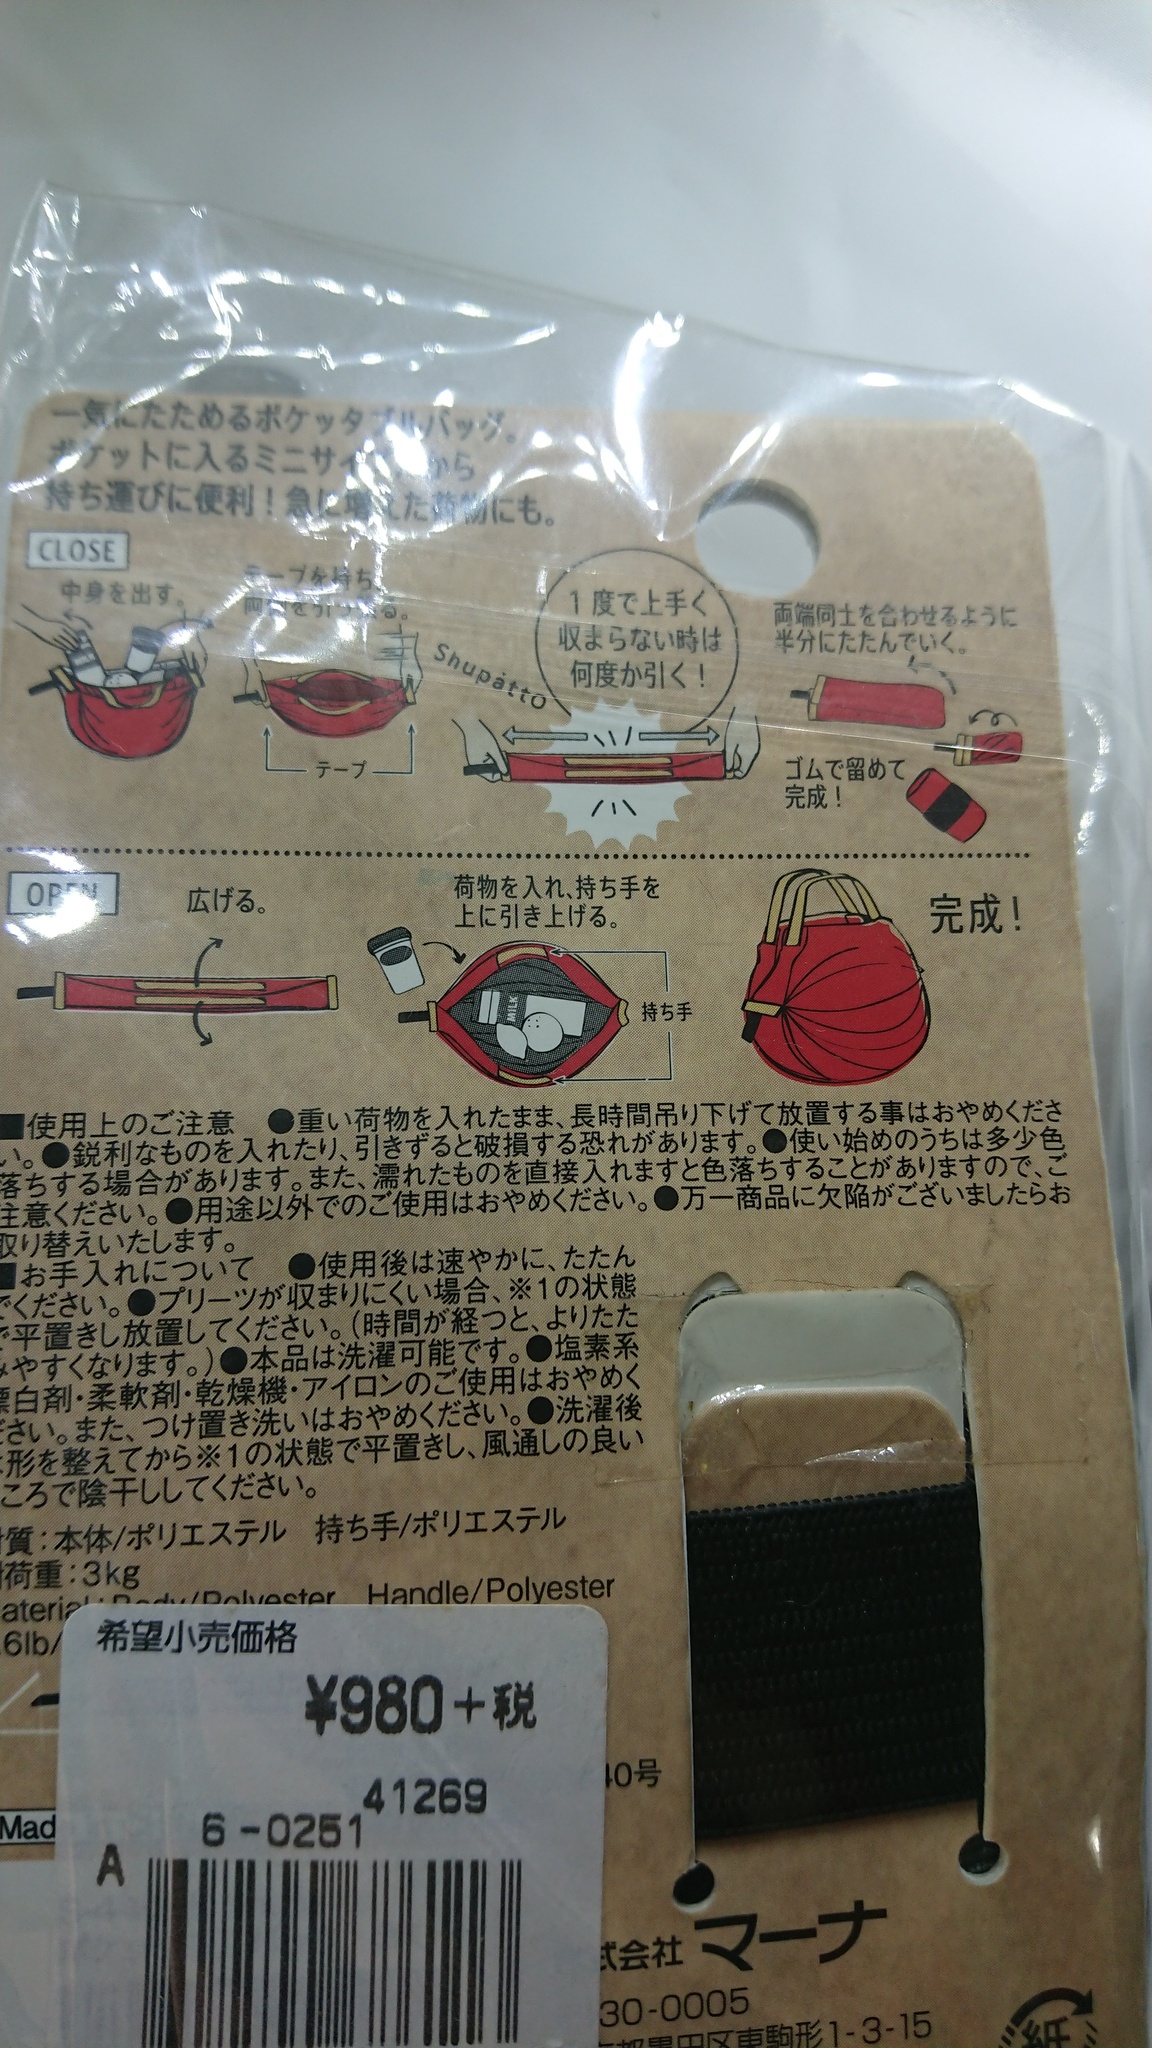 一気にたためるポケッタブルバッグ。
ポケットに入るミニサイズだから
持ち運びに便利!急に増えた荷物にも。
CLOSE
中身を出す。
テープを持ち
両端を引っ張る。
Shupatto
1度で上手く
収まらない時は
何度か引く!
両端同士を合わせるように
半分にたたんでいく。
テープ
ゴムで留めて
完成!
OPEN
広げる。
荷物を入れ、持ち手を
上に引き上げる。
MILK
持ち手
完成!
■使用上のご注意 ●重い荷物を入れたまま、長時間吊り下げて放置する事はおやめくださ
い。●鋭利なものを入れたり、引きずると破損する恐れがあります。●使い始めのうちは多少色
落ちする場合があります。また、濡れたものを直接入れますと色落ちすることがありますので、ご
注意ください。●用途以外でのご使用はおやめください。●万一商品に欠陥がございましたらお
取り替えいたします。
■お手入れについて ●使用後は速やかに、たたん
でください。●プリーツが収まりにくい場合、※1の状態
で平置きし放置してください。(時間が経つと、よりたた
みやすくなります。)●本品は洗濯可能です。●塩素系
漂白剤・柔軟剤・乾燥機・アイロンのご使用はおやめく
ださい。また、つけ置き洗いはおやめください。●洗濯後
は形を整えてから※1の状態で平置きし、風通しの良い
ところで陰干ししてください。
材質:本体/ポリエステル 持ち手/ポリエステル
耐荷重:3kg
aterial:Body/Polyester Handle/Polyester
.6lb/
希望小売価格
¥980+税
41269
6-0251
A
40号
Mad
式会社 マーナ
30-0005
都墨田区東駒形1-3-15
紙